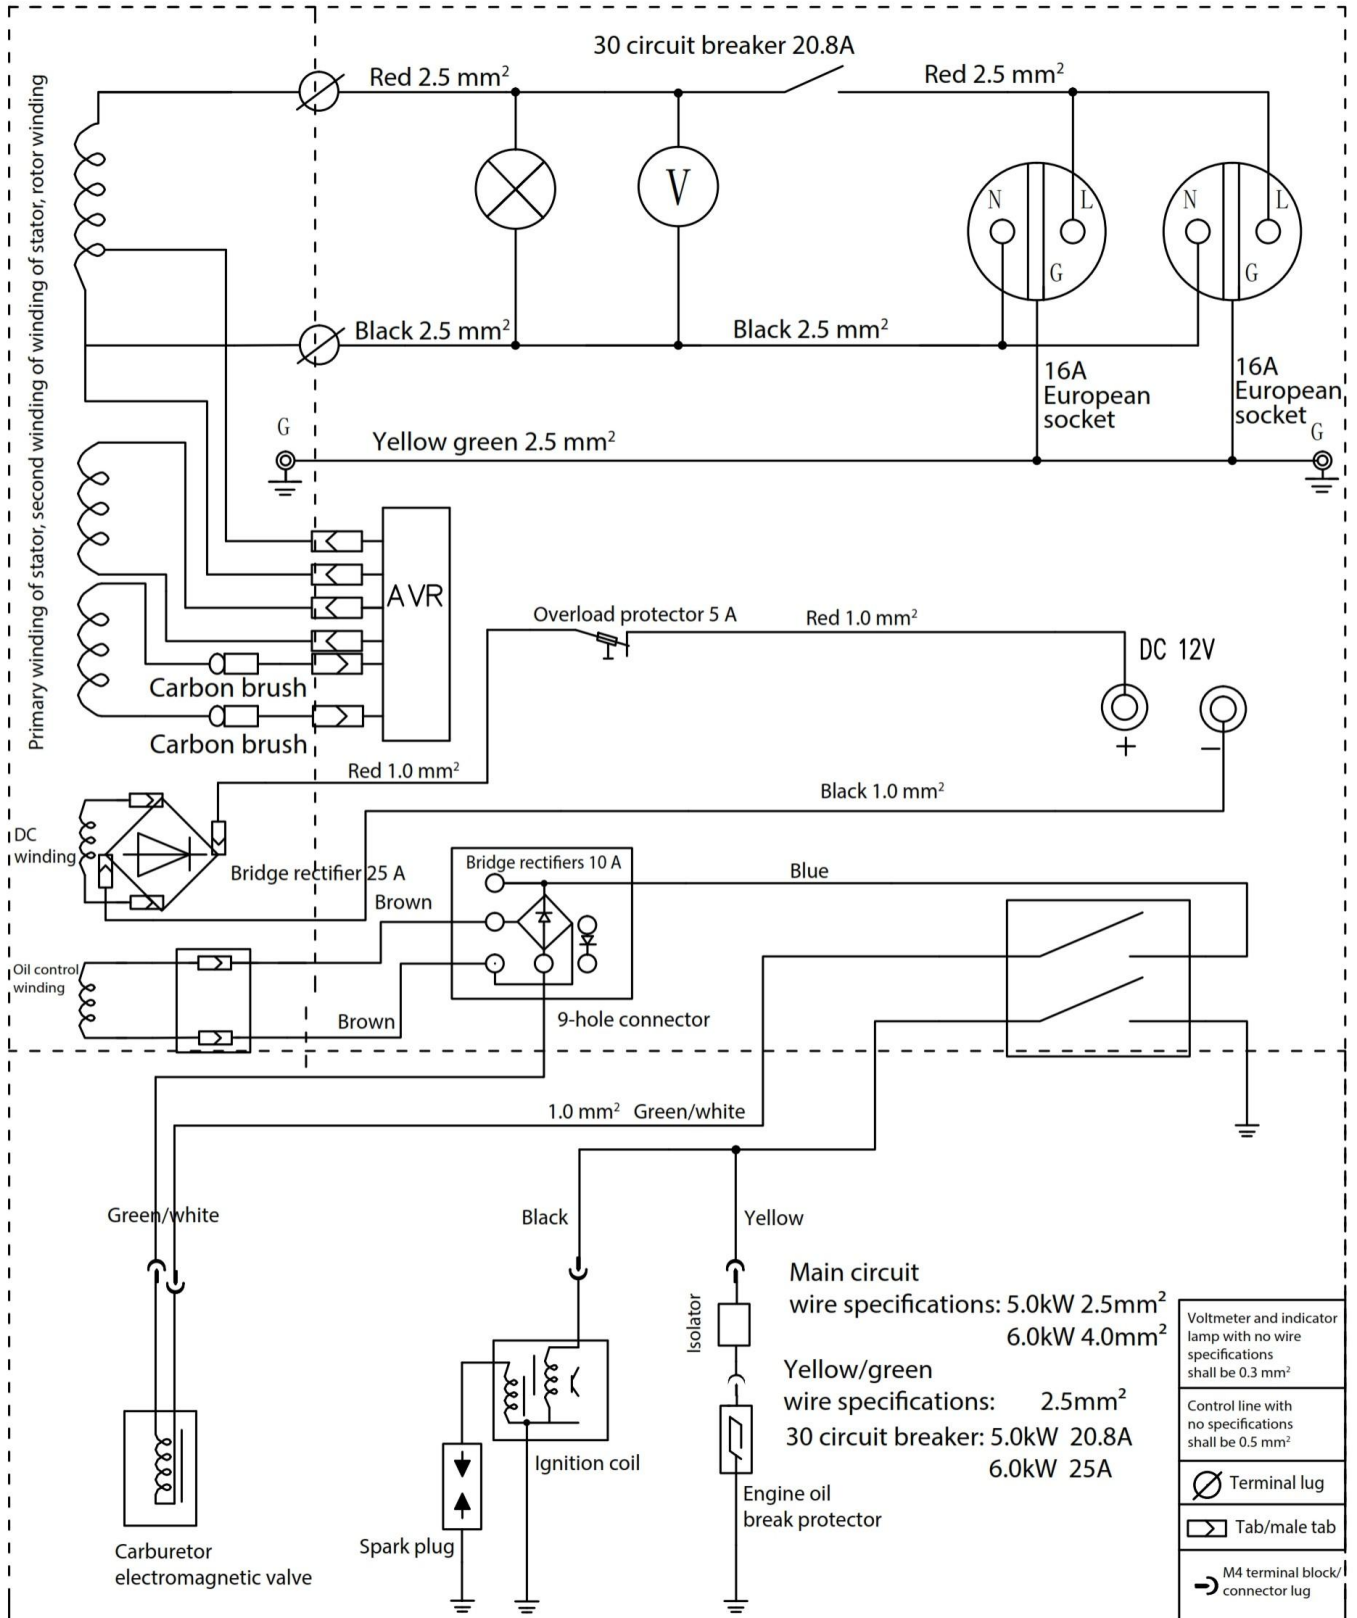 30 circuit breaker 20.8A
Red 2.5 mm²
Red 2.5 mm²
Primary winding of stator, second winding of winding of stator, rotor winding
V
N
L
G
N
L
G
Black 2.5 mm²
Black 2.5 mm²
16A
European
socket
16A
European
socket
G
Yellow green 2.5 mm²
G
AVR
Carbon brush
Carbon brush
Overload protector 5 A
Red 1.0 mm²
DC 12V
+
−
Red 1.0 mm²
Black 1.0 mm²
DC
winding
Bridge rectifier 25 A
Bridge rectifiers 10 A
Blue
Brown
Oil control
winding
Brown
9-hole connector
1.0 mm² Green/white
Green/white
Black
Yellow
Isolator
Main circuit
wire specifications: 5.0kW 2.5mm²
6.0kW 4.0mm²
Yellow/green
wire specifications: 2.5mm²
30 circuit breaker: 5.0kW 20.8A
6.0kW 25A
Ignition coil
Engine oil
break protector
Spark plug
Carburetor
electromagnetic valve
Voltmeter and indicator
lamp with no wire
specifications
shall be 0.3 mm²
Control line with
no specifications
shall be 0.5 mm²
Terminal lug
Tab/male tab
M4 terminal block/
connector lug